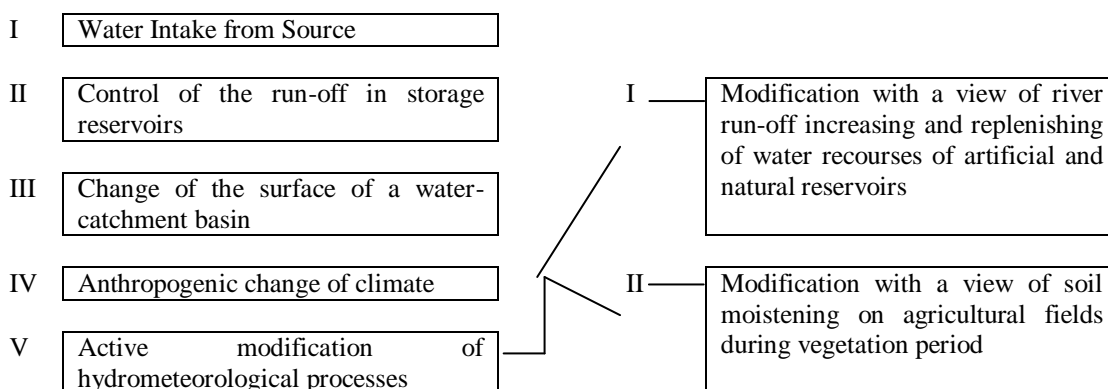 I Water Intake from Source
II Control of the run-off in storage
reservoirs
III Change of the surface of a water-
catchment basin
IV Anthropogenic change of climate
V Active modification of
hydrometeorological processes
I Modification with a view of river
run-off increasing and replenishing
of water recourses of artificial and
natural reservoirs
II Modification with a view of soil
moistening on agricultural fields
during vegetation period